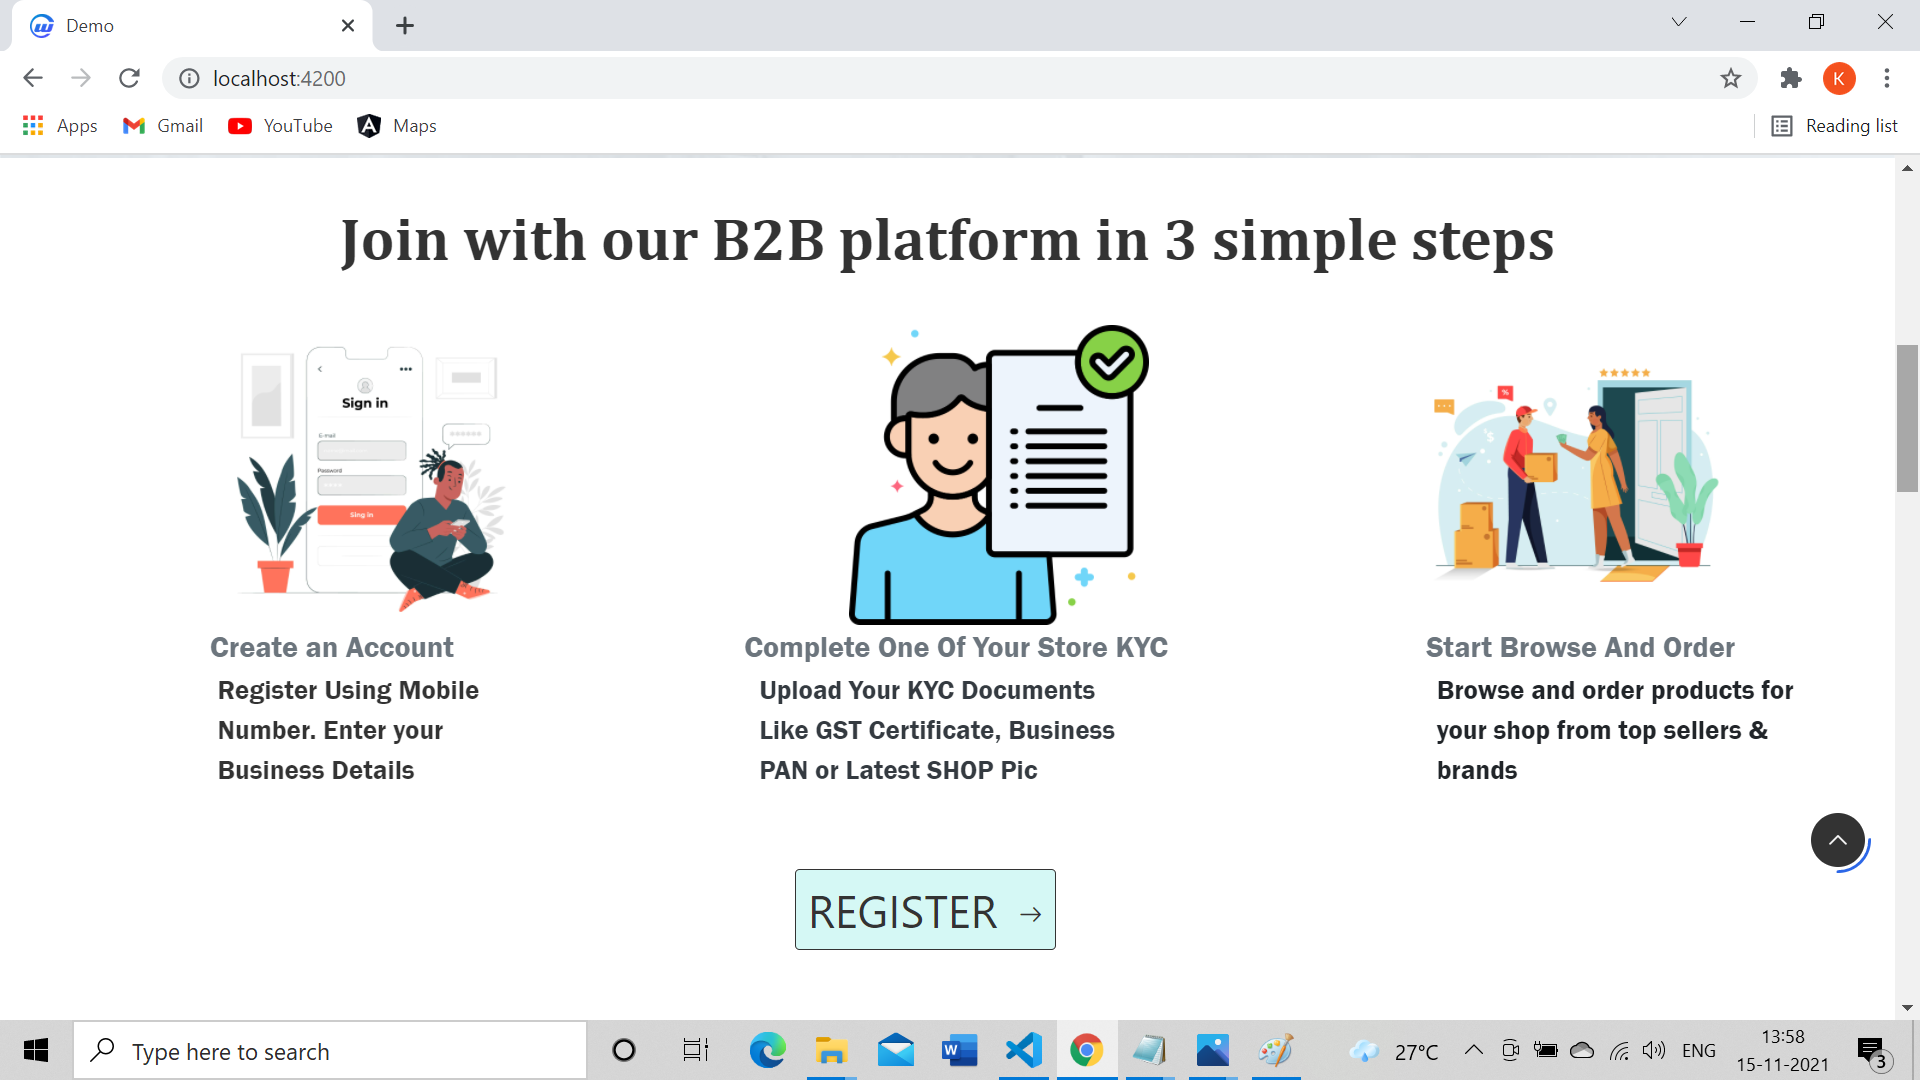 Demo
localhost:4200
K
Apps
Gmail
YouTube
Maps
Reading list
Join with our B2B platform in 3 simple steps
Sign in
E-mail
Password
Sing in
%
$
Create an Account
Register Using Mobile
Number. Enter your
Business Details
Complete One Of Your Store KYC
Upload Your KYC Documents
Like GST Certificate, Business
PAN or Latest SHOP Pic
Start Browse And Order
Browse and order products for
your shop from top sellers &
brands
REGISTER →
Type here to search
W
27°C
ENG
13:58
15-11-2021
3